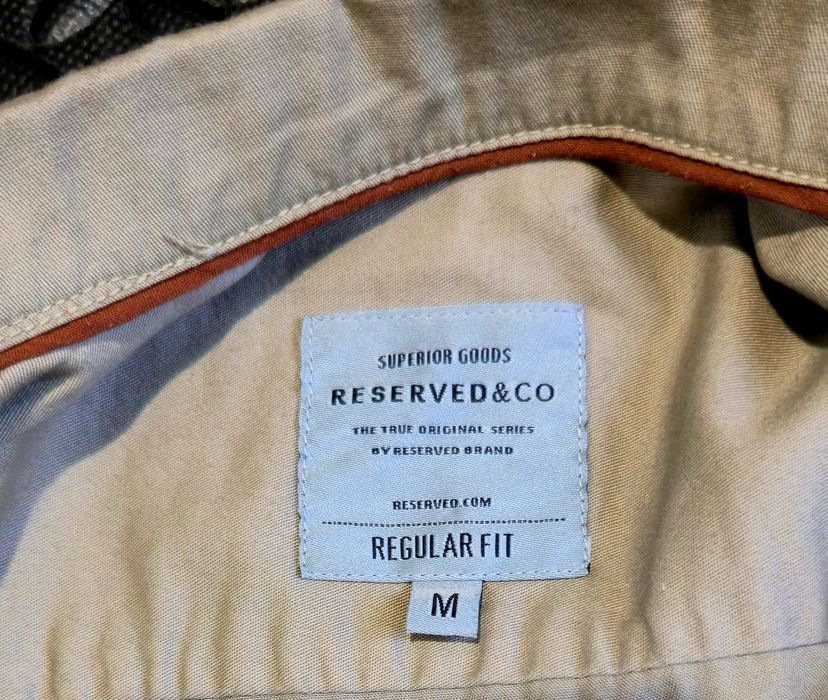 SUPERIOR GOODS
RESERVED&CO
THE TRUE ORIGINAL SERIES
BY RESERVED BRAND
RESERVED.COM
REGULAR FIT
M